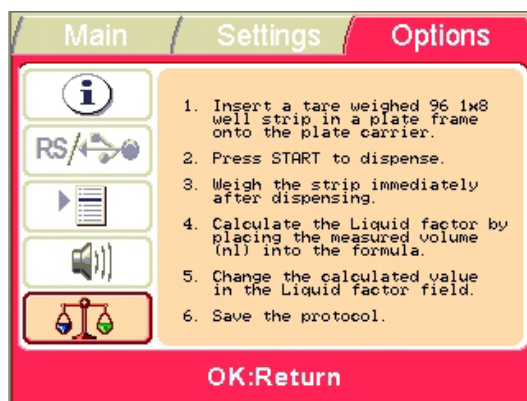 Main Settings Options
RS/
1. Insert a tare weighed 96 1x8
well strip in a plate frame
onto the plate carrier.
2. Press START to dispense.
3. Weigh the strip immediately
after dispensing.
4. Calculate the Liquid factor by
placing the measured volume
(nl) into the formula.
5. Change the calculated value
in the Liquid factor field.
6. Save the protocol.
OK:Return